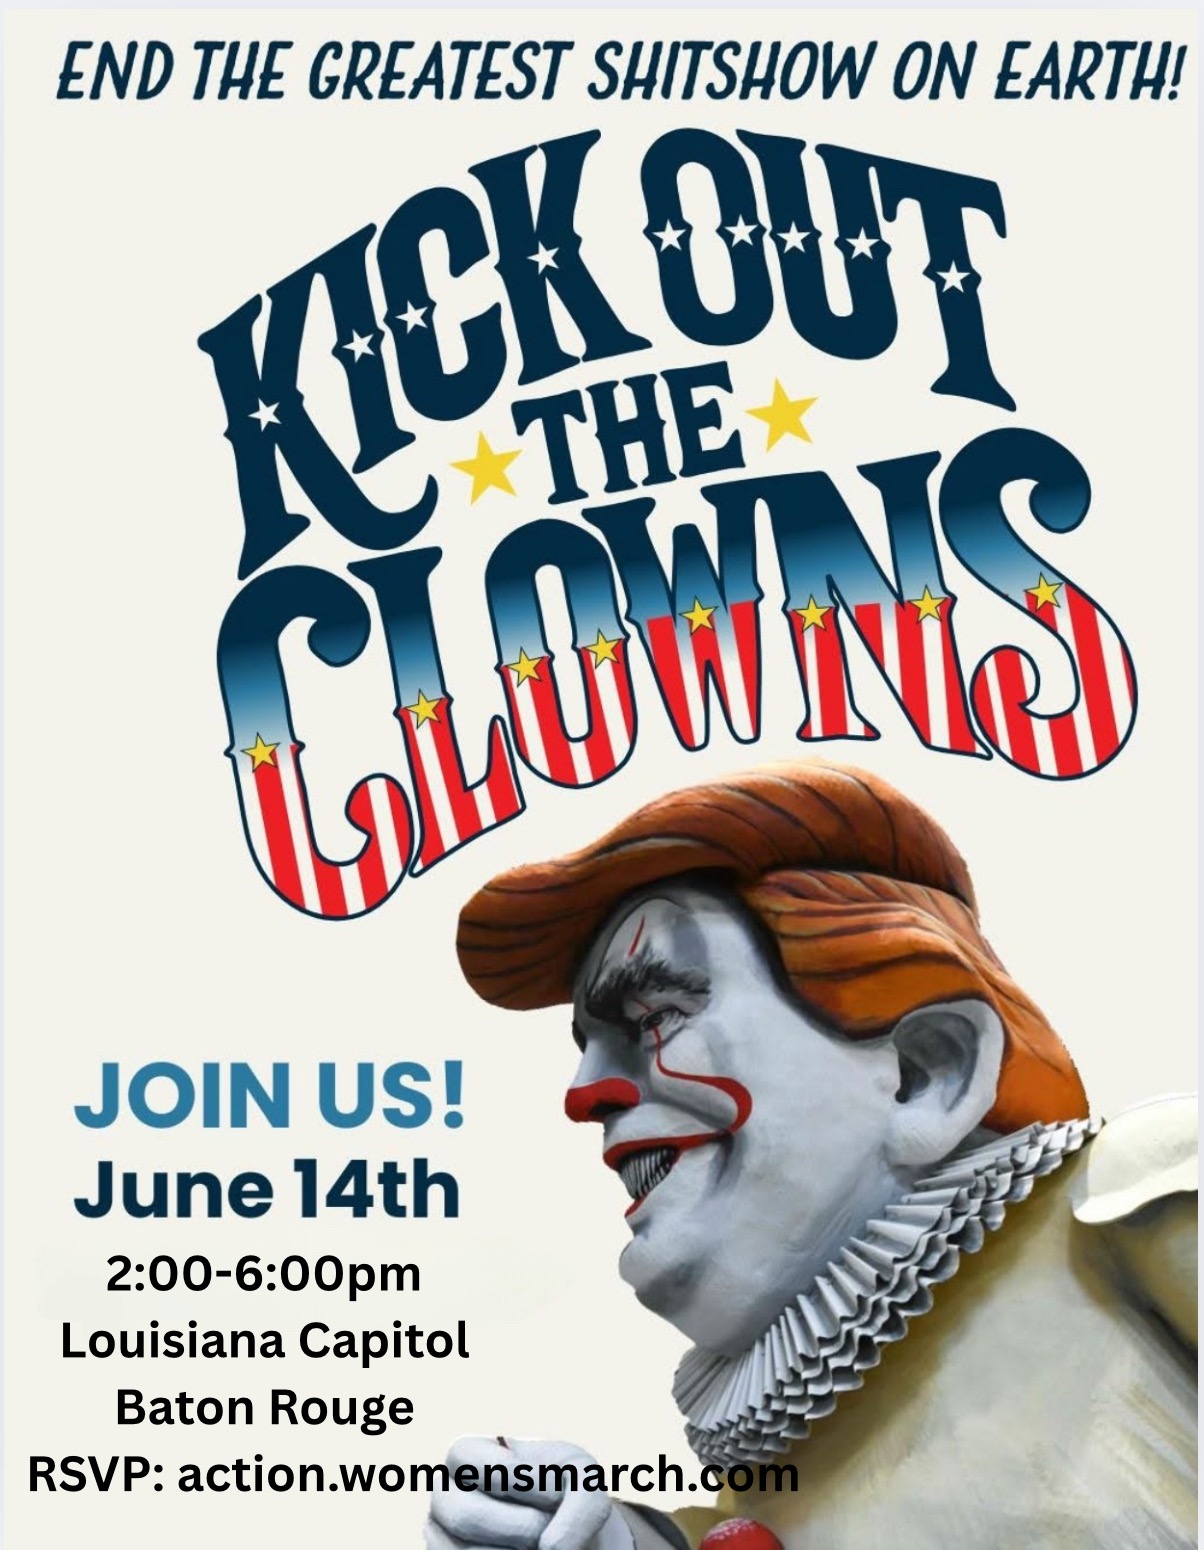 END THE GREATEST SHITSHOW ON EARTH!
KICK OUT
THE
CLOWNS
JOIN US!
June 14th
2:00-6:00pm
Louisiana Capitol
Baton Rouge
RSVP: action.womensmarch.com